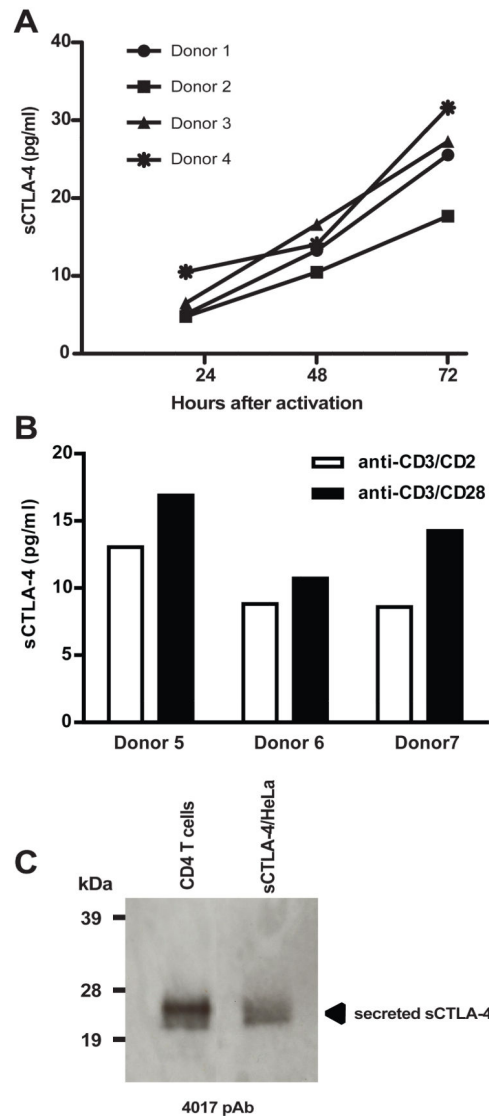 A
40
30
20
10
0
sCTLA-4 (pg/ml)
Donor 1
Donor 2
Donor 3
Donor 4
24 48 72
Hours after activation
B
20
15
10
5
0
sCTLA-4 (pg/ml)
anti-CD3/CD2
anti-CD3/CD28
Donor 5 Donor 6 Donor7
C
CD4 T cells
sCTLA-4/HeLa
kDa
39
28
19
secreted sCTLA-4
4017 pAb